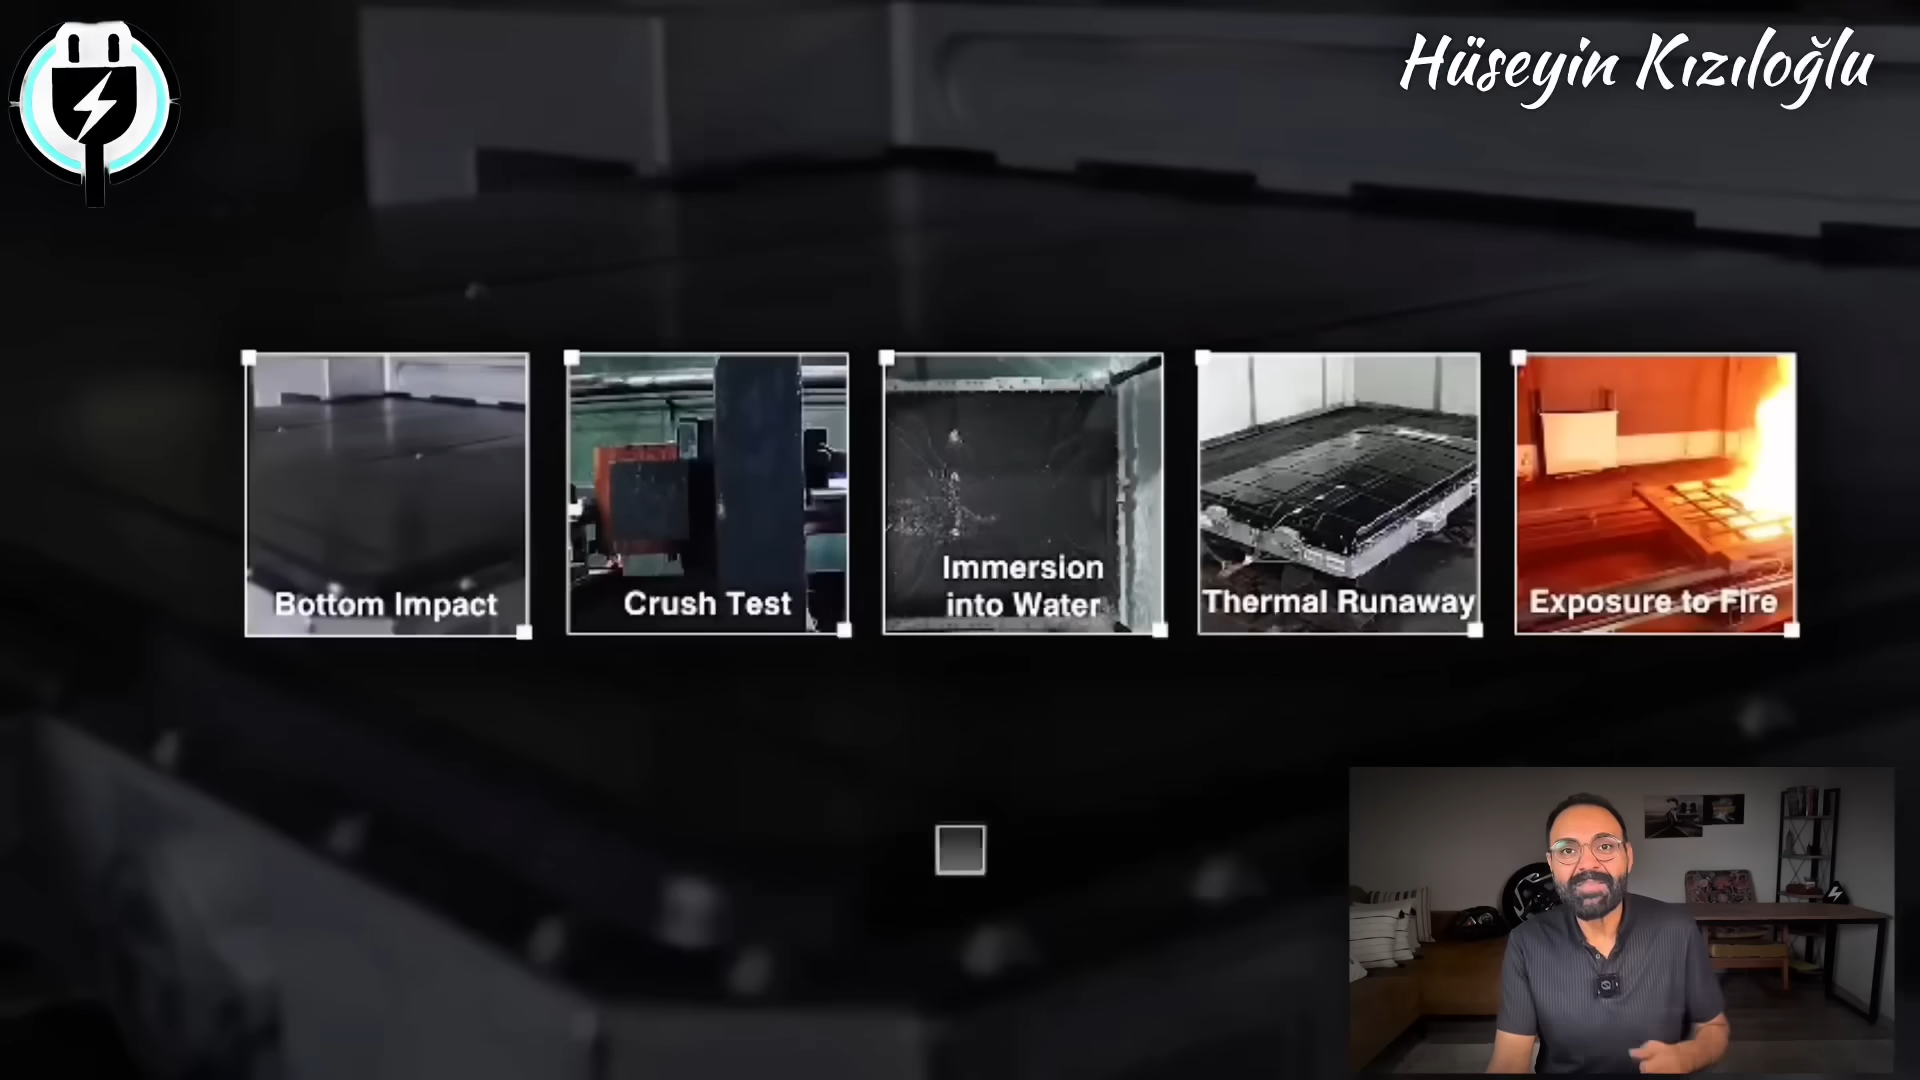 Hüseyin Kızıloğlu
Bottom Impact
Crush Test
Immersion
into Water
Thermal Runaway
Exposure to Fire